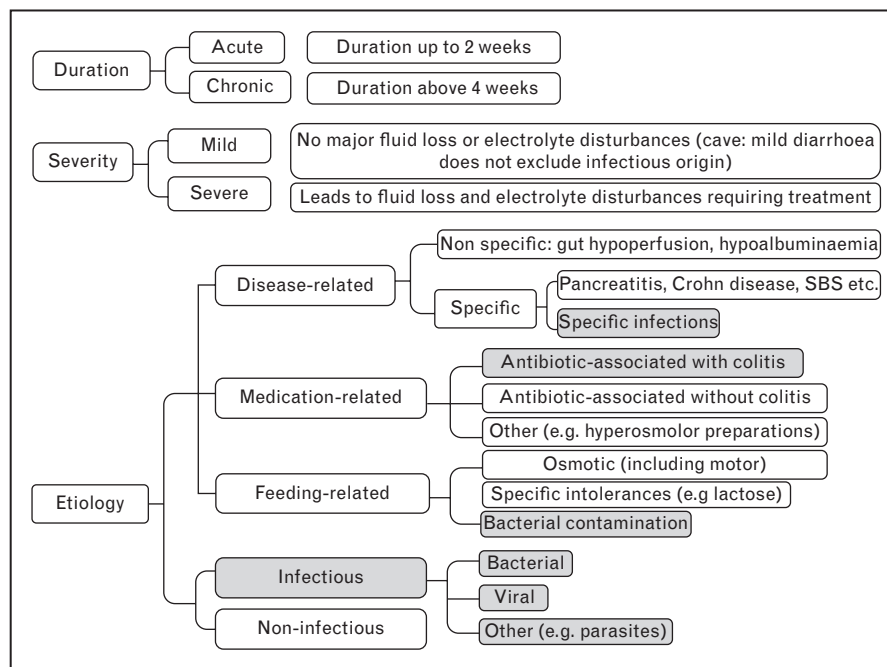 Duration
Acute
Duration up to 2 weeks
Chronic
Duration above 4 weeks
Severity
Mild
No major fluid loss or electrolyte disturbances (cave: mild diarrhoea
does not exclude infectious origin)
Severe
Leads to fluid loss and electrolyte disturbances requiring treatment
Etiology
Disease-related
Non specific: gut hypoperfusion, hypoalbuminaemia
Specific
Pancreatitis, Crohn disease, SBS etc.
Specific infections
Medication-related
Antibiotic-associated with colitis
Antibiotic-associated without colitis
Other (e.g. hyperosmolor preparations)
Feeding-related
Osmotic (including motor)
Specific intolerances (e.g lactose)
Bacterial contamination
Infectious
Bacterial
Viral
Other (e.g. parasites)
Non-infectious